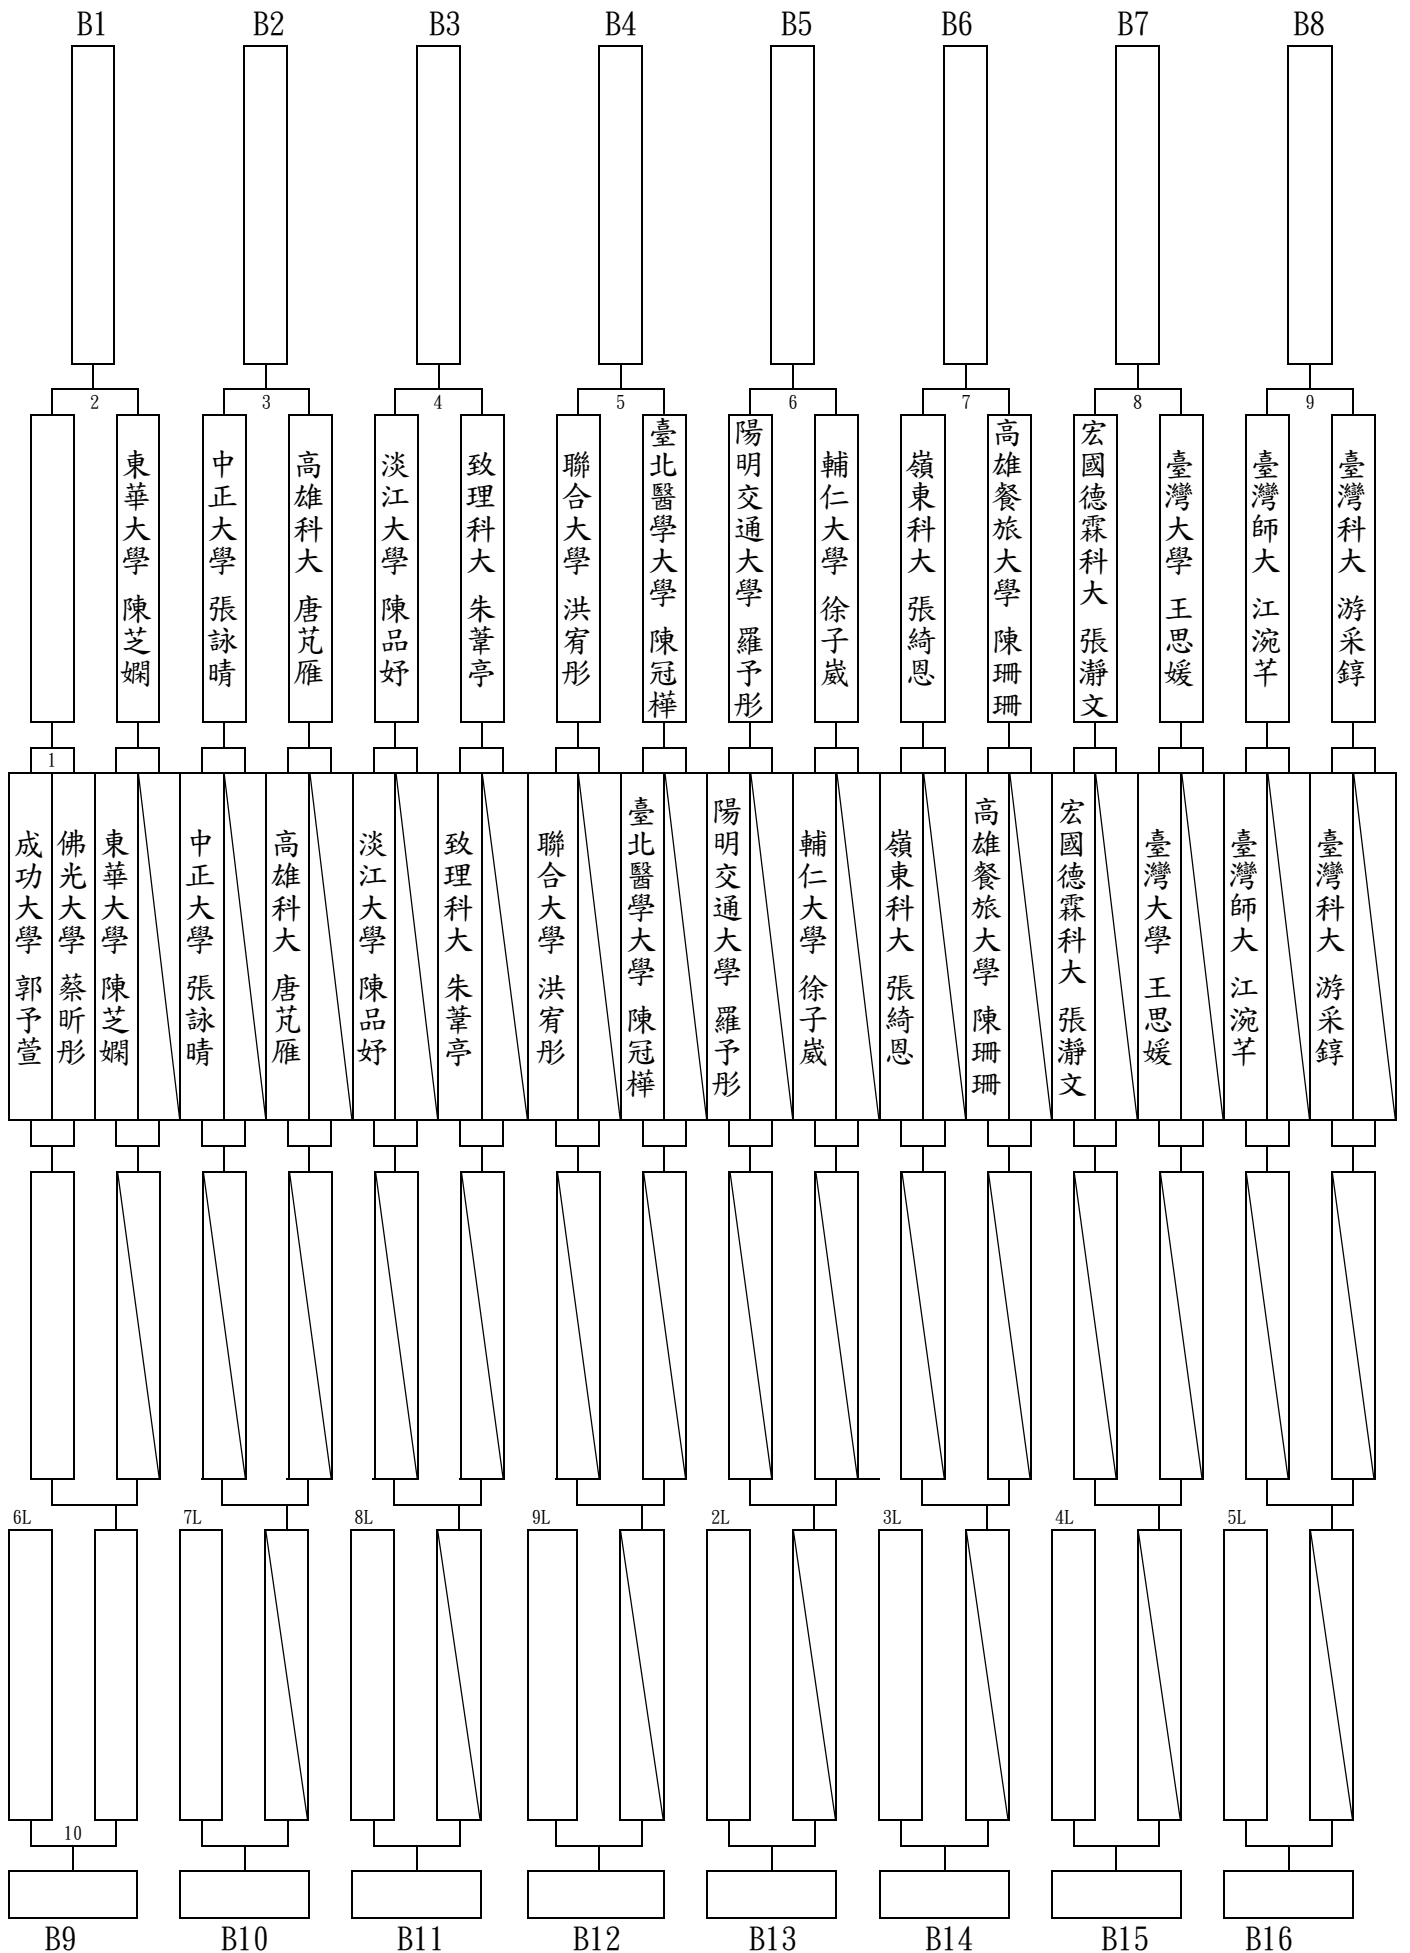 B1 B2 B3 B4 B5 B6 B7 B8
2 3 4 5 6 7 8 9
東華大學 陳芝嫻
中正大學 張詠晴
高雄科大 唐芃雁
淡江大學 陳品妤
致理科大 朱葦亭
聯合大學 洪宥彤
臺北醫學大學 陳冠樺
陽明交通大學 羅予彤
輔仁大學 徐子崴
嶺東科大 張綺恩
高雄餐旅大學 陳珊珊
宏國德霖科大 張瀞文
臺灣大學 王思媛
臺灣師大 江涴芊
臺灣科大 游采錞
1
成功大學 郭予萱
佛光大學 蔡昕彤
東華大學 陳芝嫻
中正大學 張詠晴
高雄科大 唐芃雁
淡江大學 陳品妤
致理科大 朱葦亭
聯合大學 洪宥彤
臺北醫學大學 陳冠樺
陽明交通大學 羅予彤
輔仁大學 徐子崴
嶺東科大 張綺恩
高雄餐旅大學 陳珊珊
宏國德霖科大 張瀞文
臺灣大學 王思媛
臺灣師大 江涴芊
臺灣科大 游采錞
6L 7L 8L 9L 2L 3L 4L 5L
10
B9 B10 B11 B12 B13 B14 B15 B16